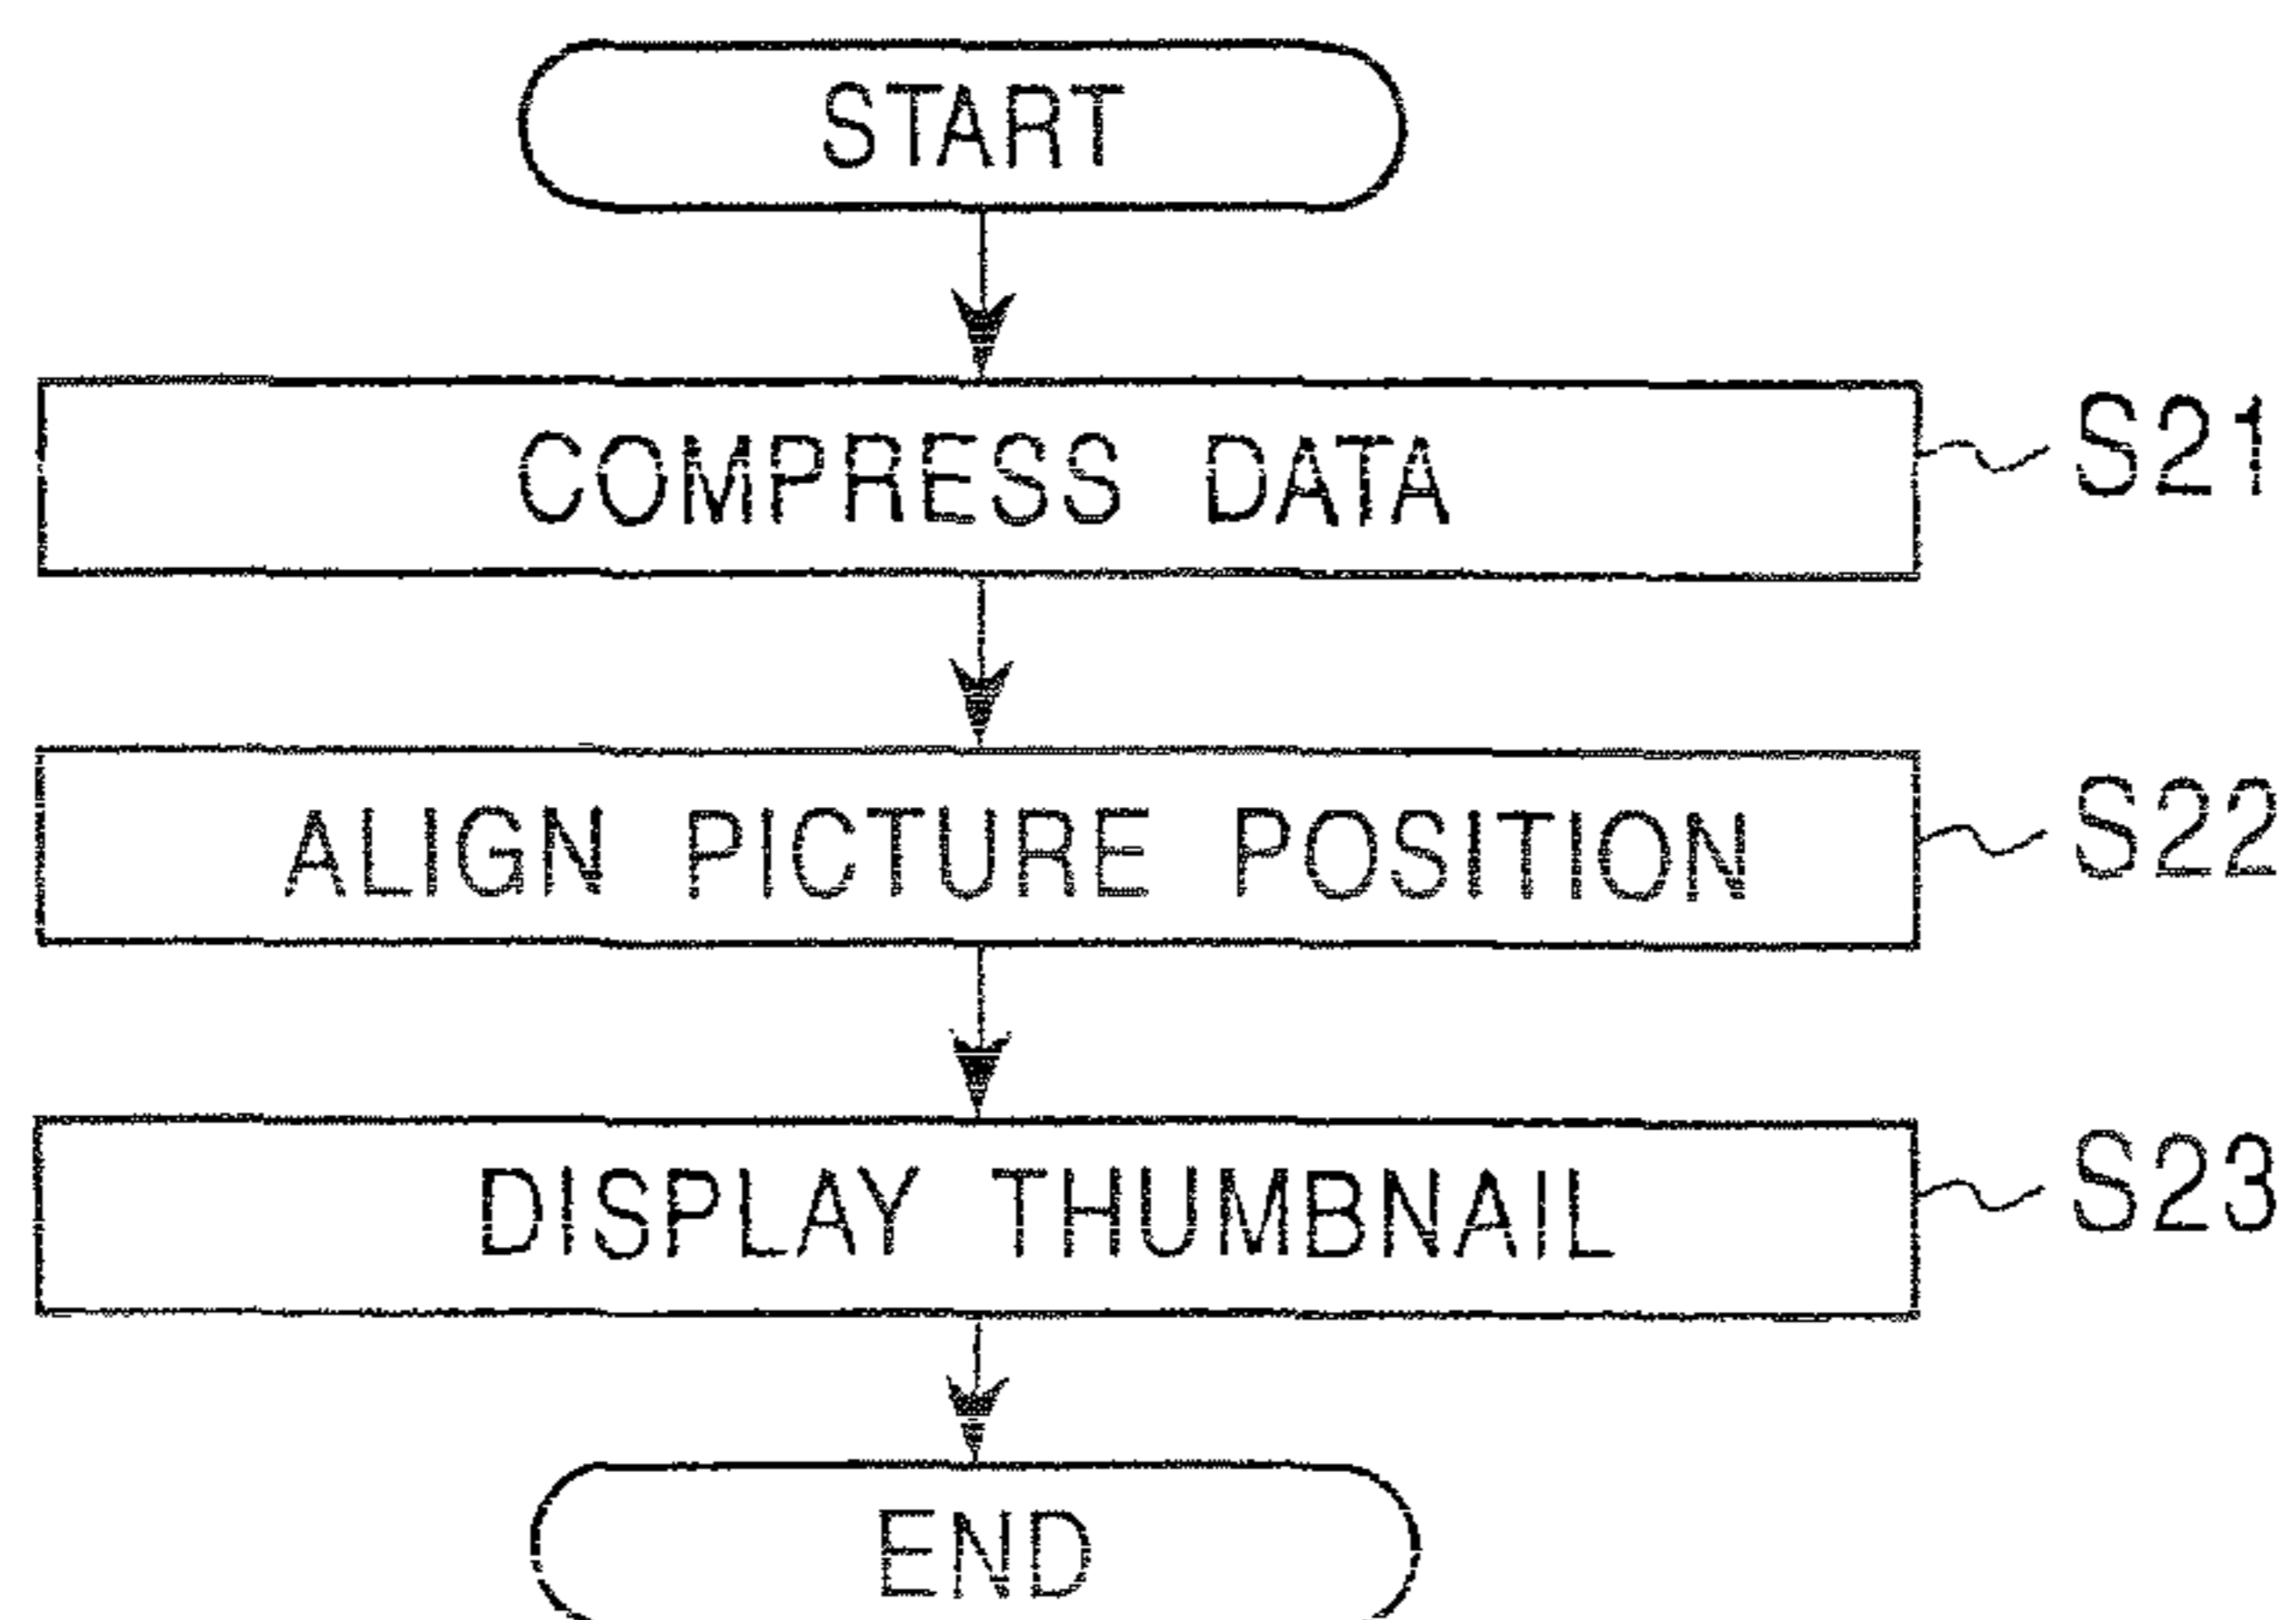 START
COMPRESS DATA S21
ALIGN PICTURE POSITION S22
DISPLAY THUMBNAIL S23
END